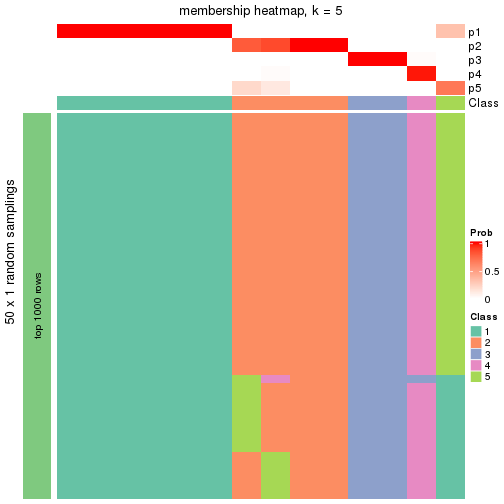 membership heatmap, k = 5
p1
p2
p3
p4
p5
Class
50 x 1 random samplings
top 1000 rows
Prob
1
0.5
0
Class
1
2
3
4
5